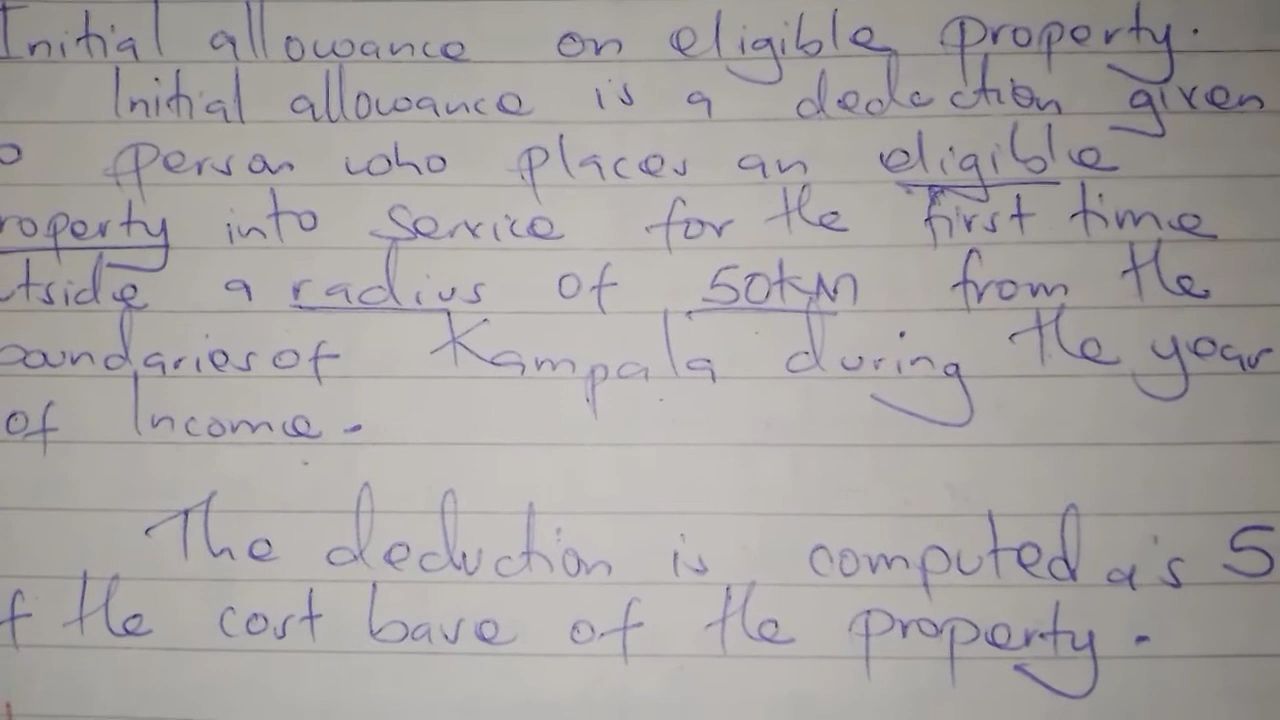 Initial allowance on eligible property.
Initial allowance is a deduction given
o person who places an eligible
roperty into service for the first time
tside a radius of 50km from the
oundaries of Kampala during the year
of Income.
The deduction is computed as 5
f the cost base of the property.